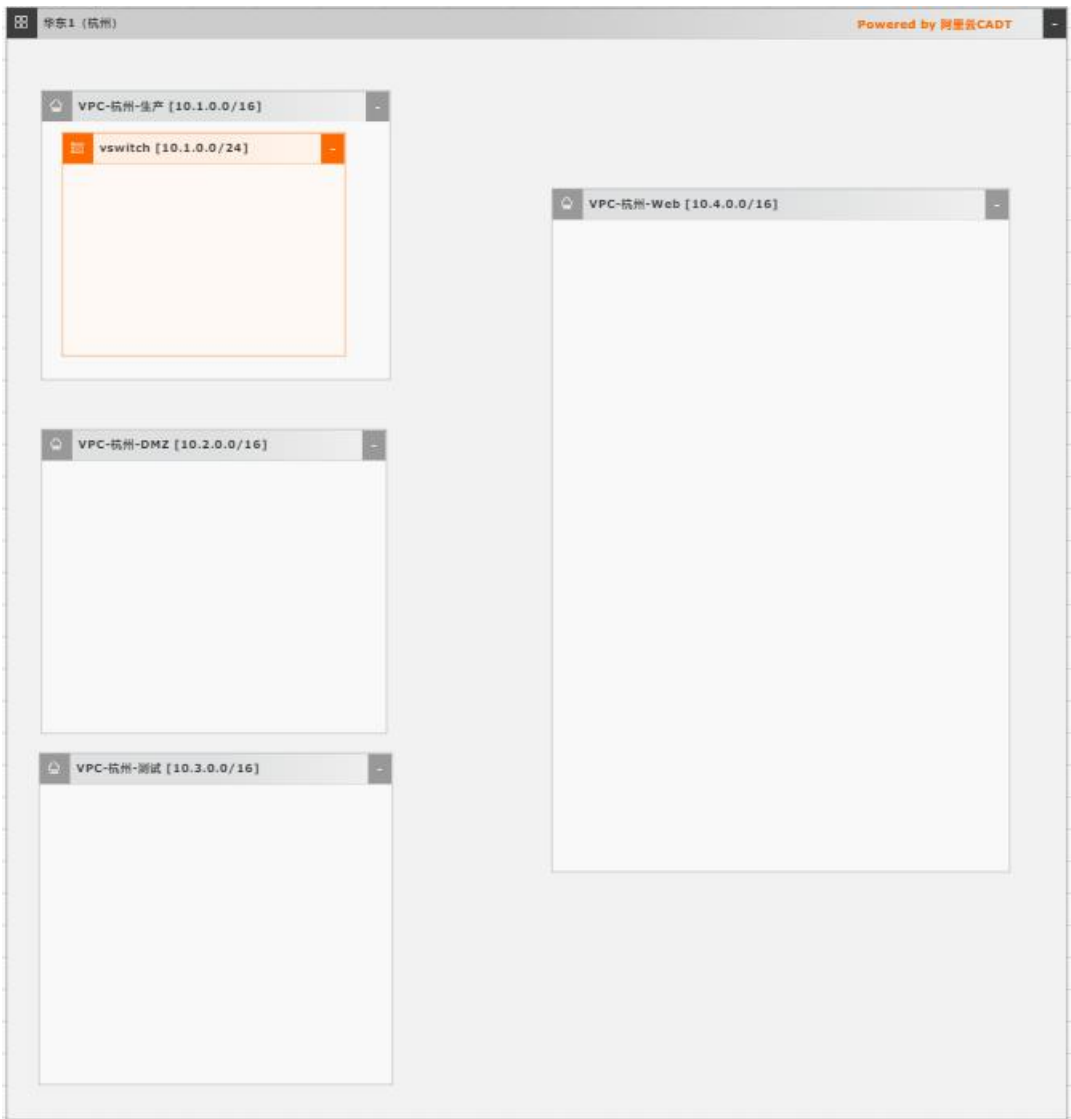 华东1（杭州）
Powered by 阿里云CADT
VPC-杭州-生产 [10.1.0.0/16]
vswitch [10.1.0.0/24]
VPC-杭州-Web [10.4.0.0/16]
VPC-杭州-DMZ [10.2.0.0/16]
VPC-杭州-测试 [10.3.0.0/16]